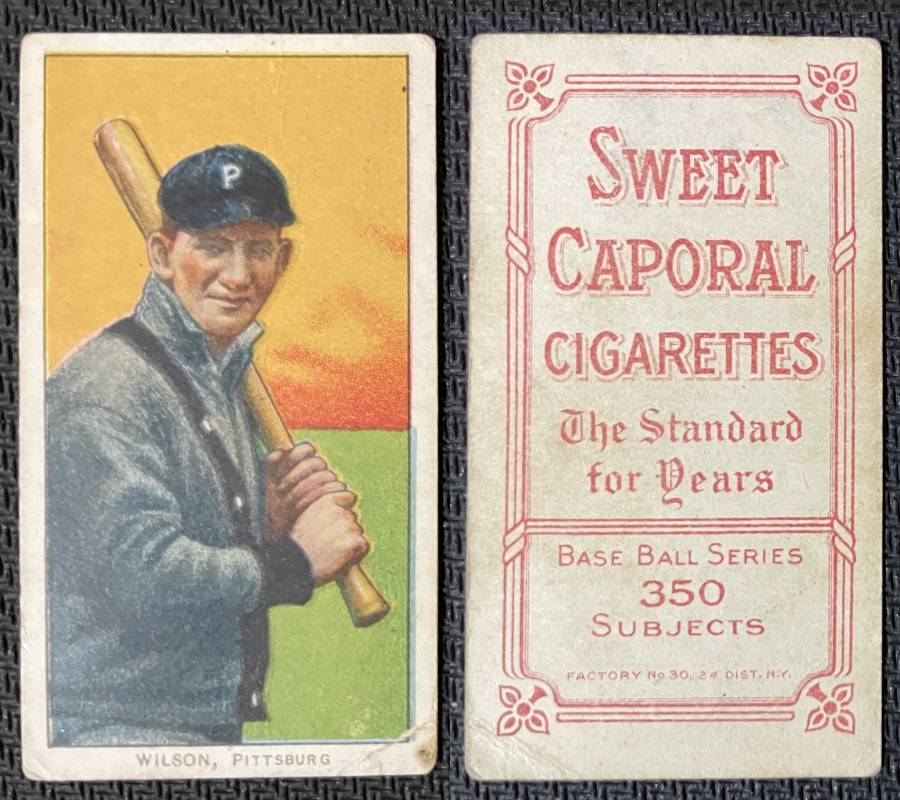 P
WILSON, PITTSBURG
SWEET
CAPORAL
CIGARETTES
The Standard
for Years
BASE BALL SERIES
350
SUBJECTS
FACTORY No. 30, 2d DIST. N.Y.